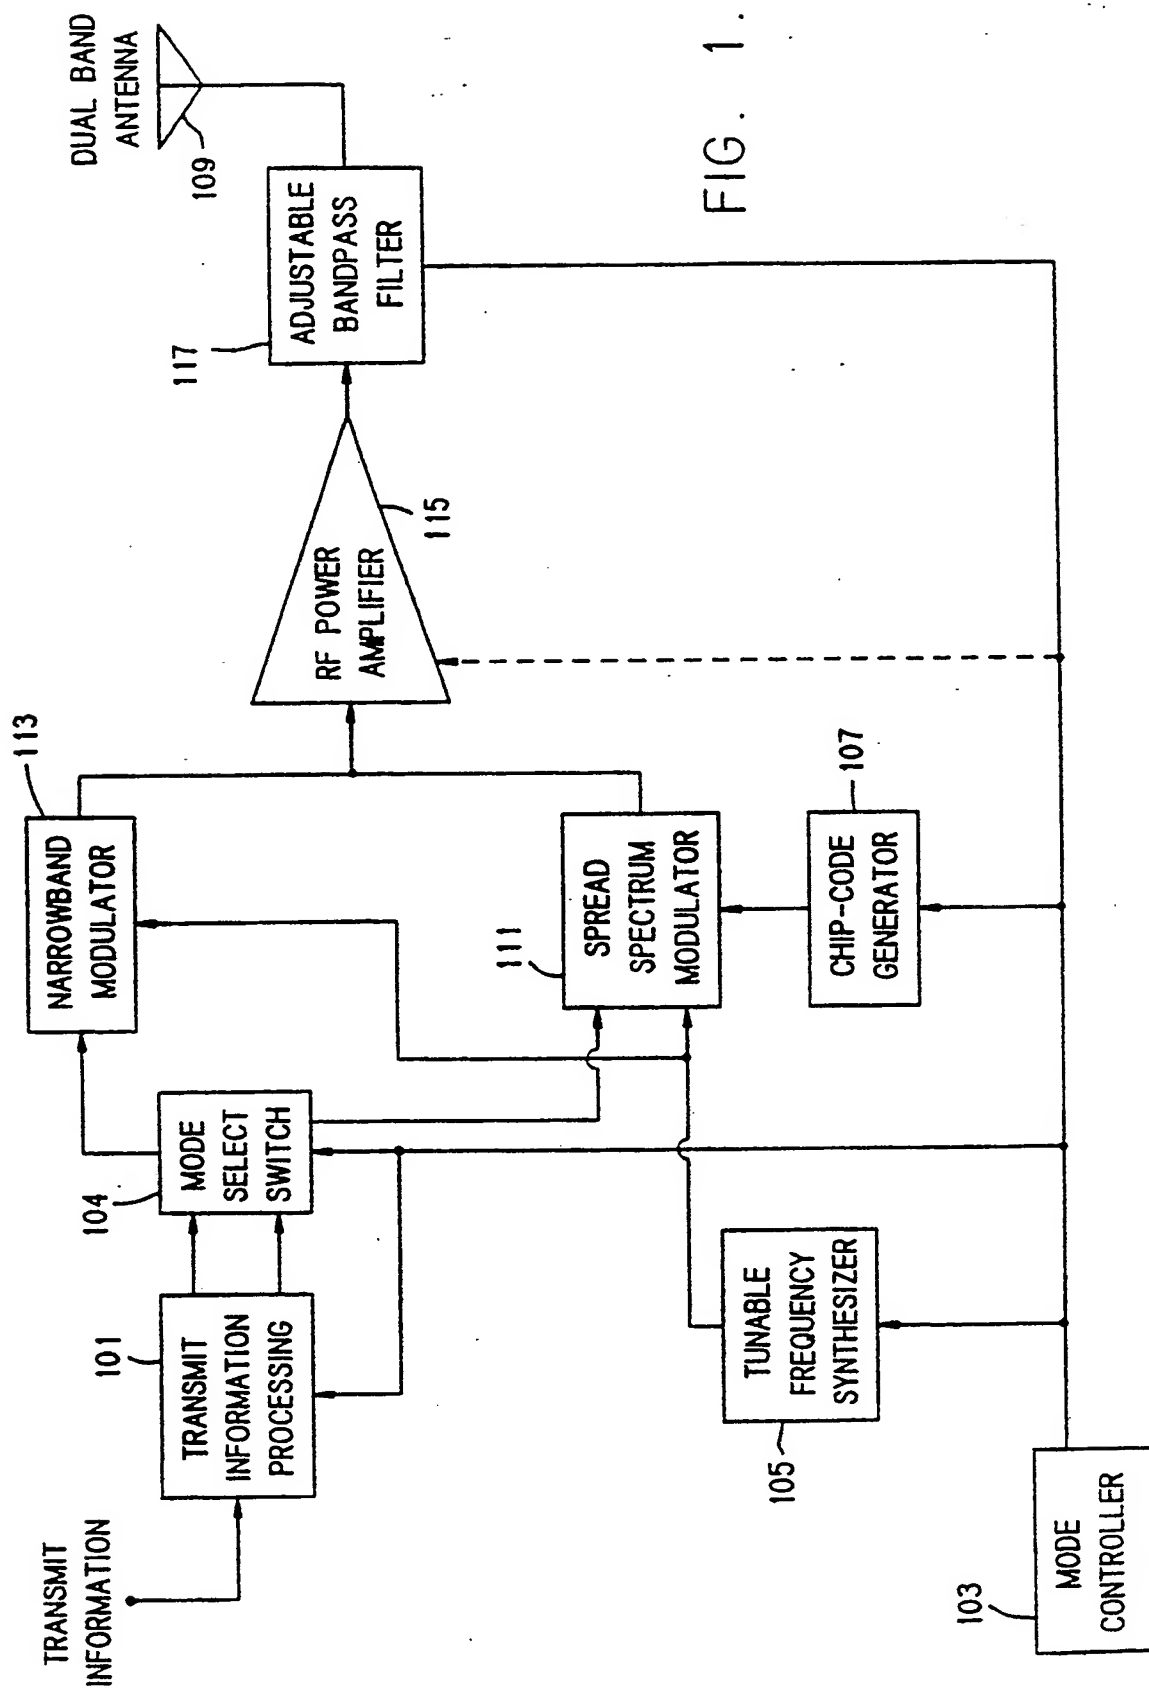 TRANSMIT
INFORMATION
101
TRANSMIT
INFORMATION
PROCESSING
104
MODE
SELECT
SWITCH
113
NARROWBAND
MODULATOR
111
SPREAD
SPECTRUM
MODULATOR
107
CHIP-CODE
GENERATOR
105
TUNABLE
FREQUENCY
SYNTHESIZER
103
MODE
CONTROLLER
RF POWER
AMPLIFIER
115
117
ADJUSTABLE
BANDPASS
FILTER
DUAL BAND
ANTENNA
109
FIG. 1.